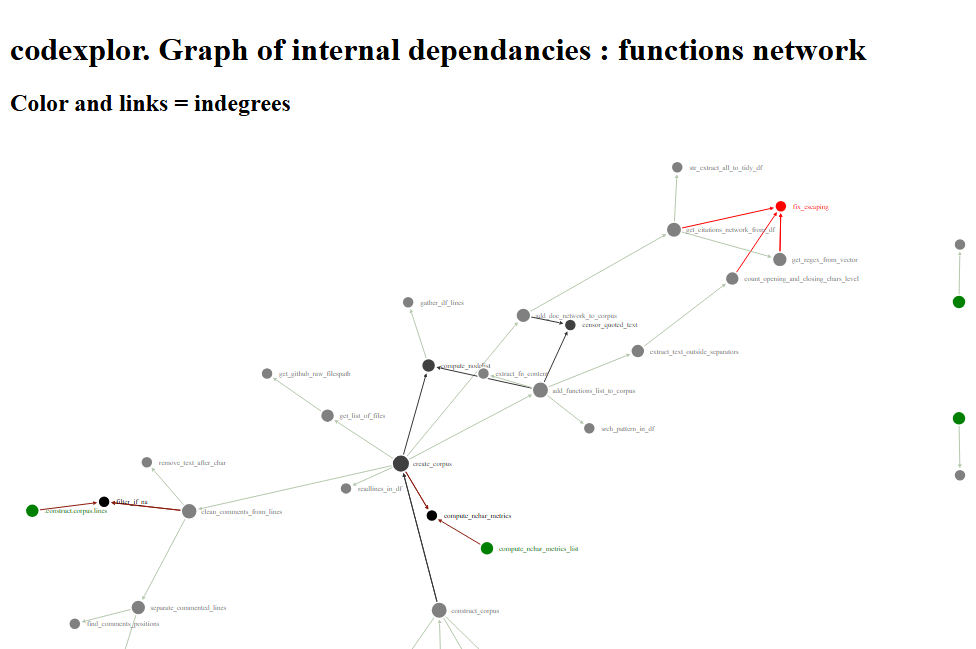 codexplor. Graph of internal dependancies : functions network
Color and links = indegrees
str_extract_all_to_tidy_df
fix_escaping
get_citations_network_from_df
get_regex_from_vector
count_opening_and_closing_chars_level
gather_df_lines
add_doc_network_to_corpus
censor_quoted_text
extract_text_outside_separators
compute_nodelist
get_github_raw_filespath
extract_fn_content
add_functions_list_to_corpus
get_list_of_files
srch_pattern_in_df
remove_text_after_char
create_corpus
readlines_in_df
filter_if_na
construct.corpus.lines
clean_comments_from_lines
compute_nchar_metrics
compute_nchar_metrics_list
separate_commented_lines
construct_corpus
find_comments_positions